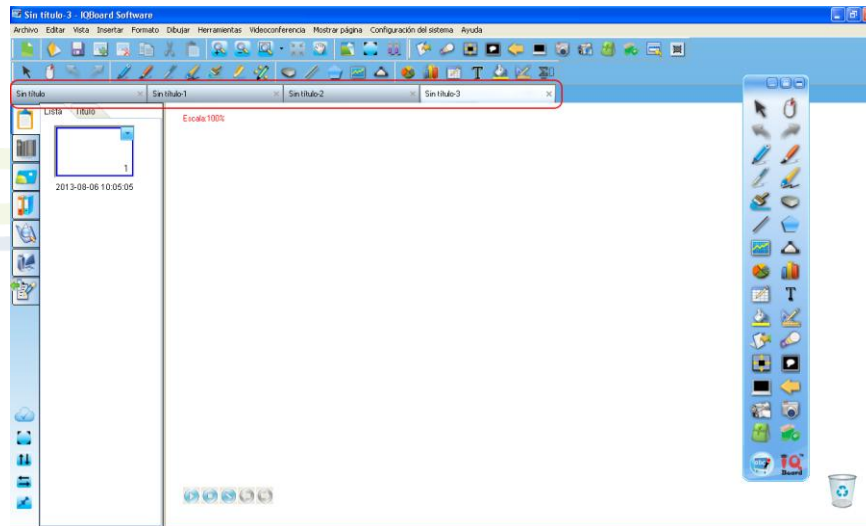 Sin título-3 - IQBoard Software
Archivo Editar Vista Insertar Formato Dibujar Herramientas Videoconferencia Mostrar página Configuración del sistema Ayuda
Sin título Sin título-1 Sin título-2 Sin título-3
Lista Título
Escala:100%
1
2013-08-06 10:05:05
T
T
IQ
Board